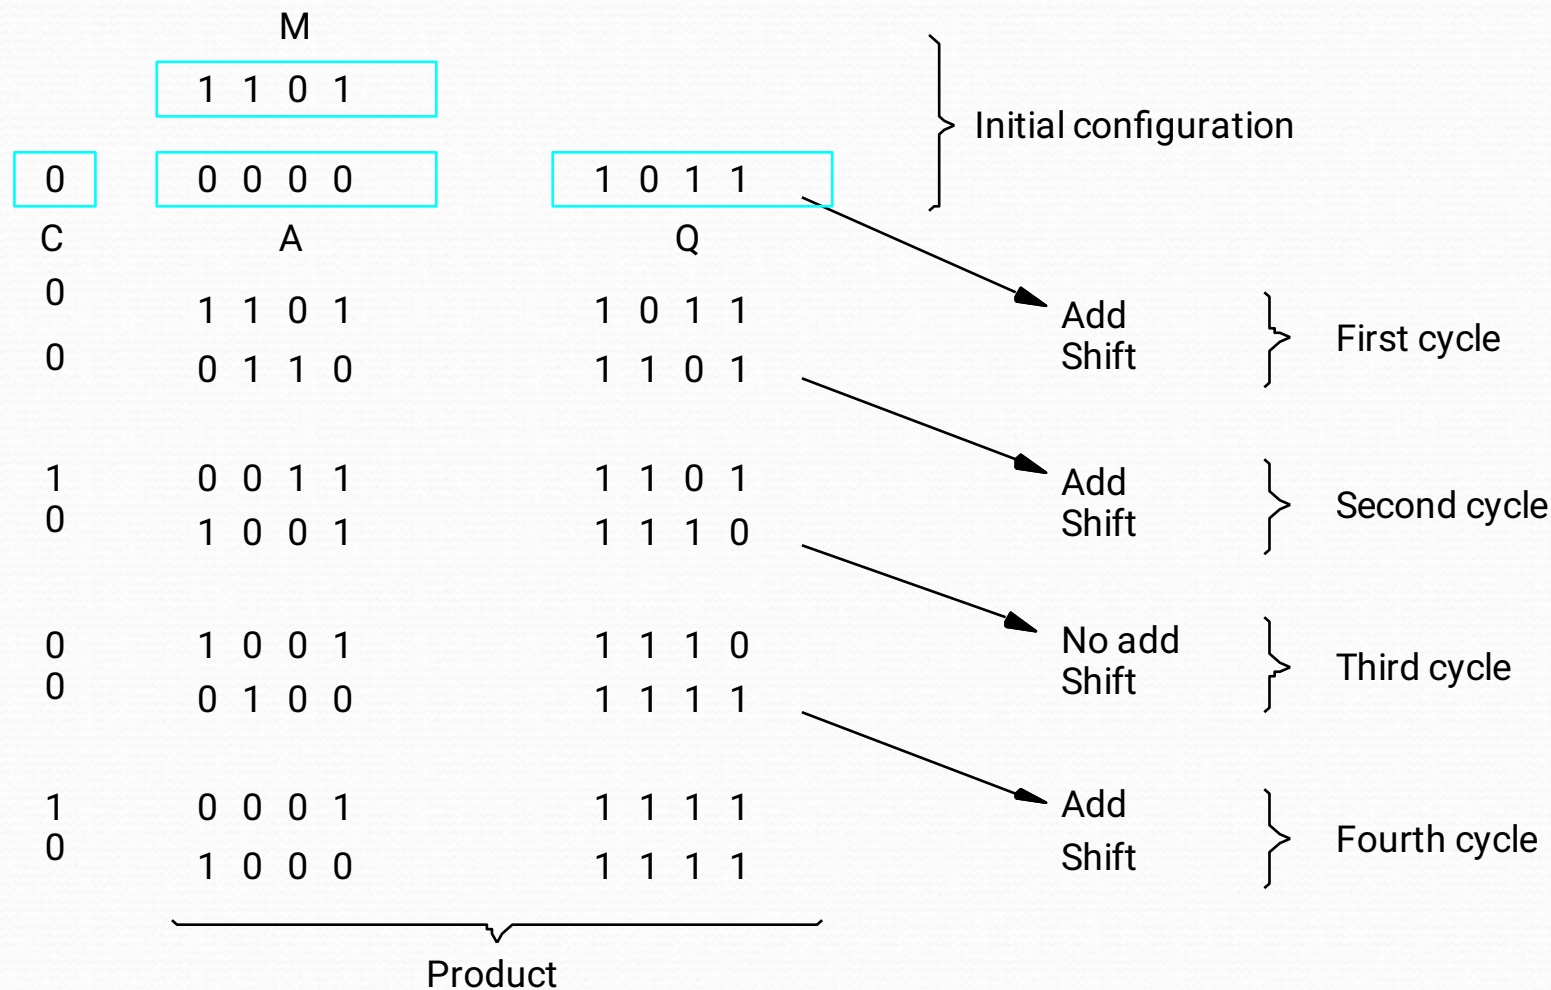 M
1 1 0 1
Initial configuration
0 0 0 0 0 1 0 1 1
C A Q
0 1 1 0 1 1 0 1 1 Add First cycle
0 0 1 1 0 1 1 0 1 Shift
1 0 0 1 1 1 1 0 1 Add Second cycle
0 1 0 0 1 1 1 1 0 Shift
0 1 0 0 1 1 1 1 0 No add Third cycle
0 0 1 0 0 1 1 1 1 Shift
1 0 0 0 1 1 1 1 1 Add Fourth cycle
0 1 0 0 0 1 1 1 1 Shift
Product